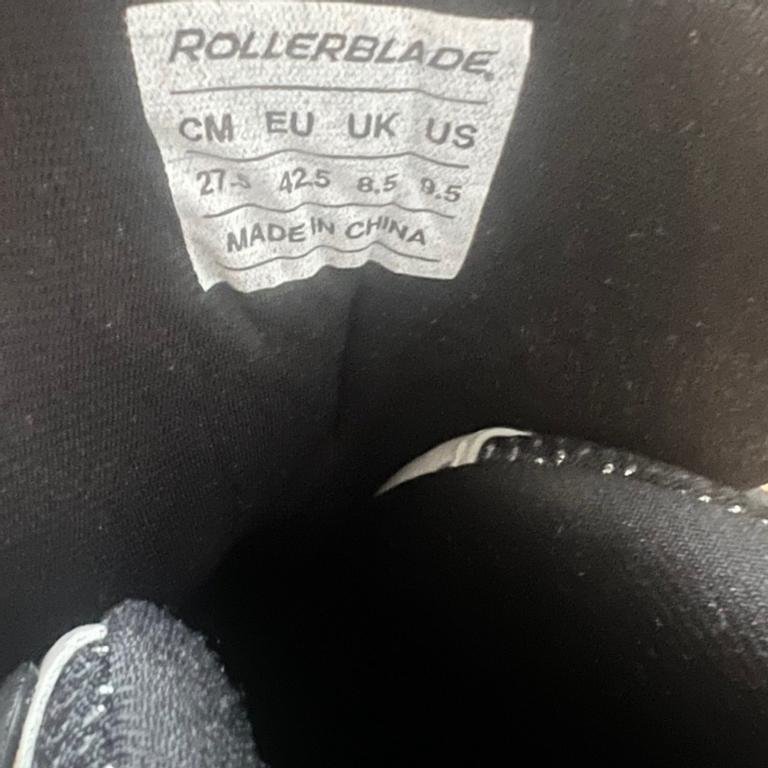 ROLLERBLADE
CM EU UK US
27.5 42.5 8.5 9.5
MADE IN CHINA